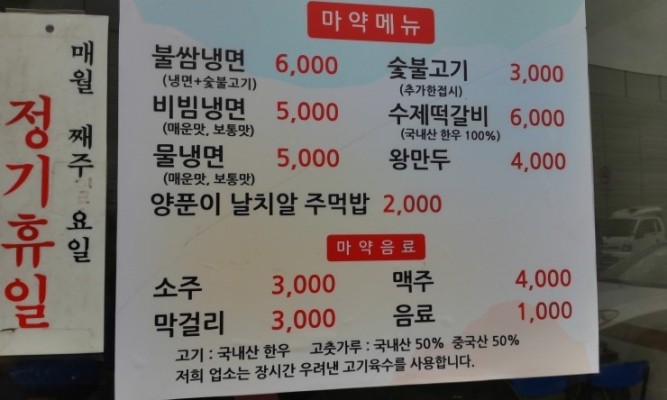 매월 째주 요일
정기휴일
마약메뉴
불쌈냉면 6,000
(냉면+숯불고기)
비빔냉면 5,000
(매운맛, 보통맛)
물냉면 5,000
(매운맛, 보통맛)
숯불고기 3,000
(추가한접시)
수제떡갈비 6,000
(국내산 한우 100%)
왕만두 4,000
양푼이 날치알 주먹밥 2,000
마약음료
소주 3,000
맥주 4,000
막걸리 3,000
음료 1,000
고기 : 국내산 한우 고춧가루 : 국내산 50% 중국산 50%
저희 업소는 장시간 우려낸 고기육수를 사용합니다.